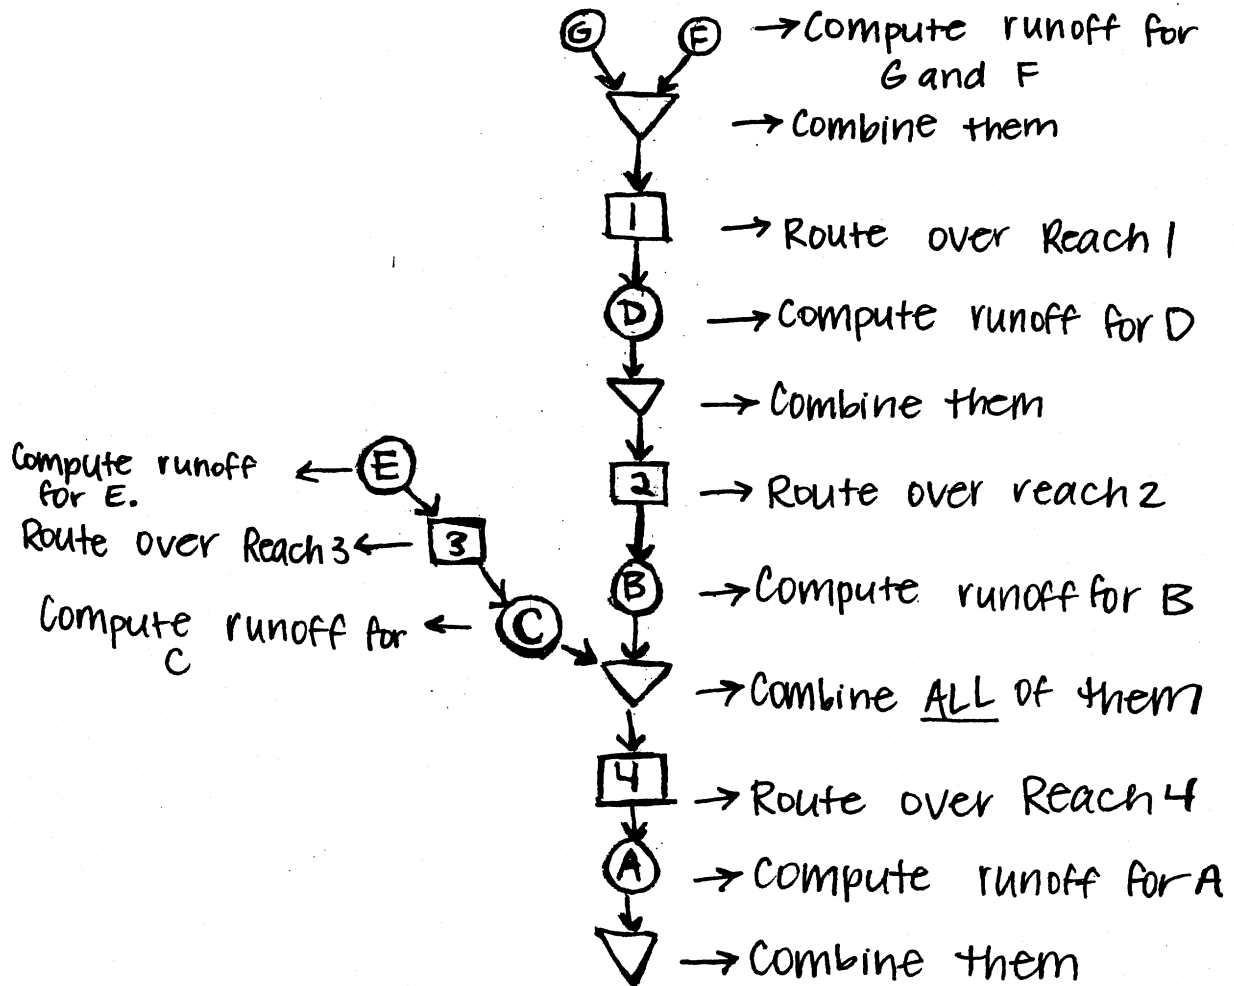 G F → Compute runoff for
G and F
→ Combine them
1 → Route over Reach 1
D → Compute runoff for D
→ Combine them
Compute runoff ← E
for E.
2 → Route over reach 2
Route over Reach 3 ← 3
B → Compute runoff for B
Compute runoff for ← C
C
→ Combine ALL of them
4 → Route over Reach 4
A → Compute runoff for A
→ Combine them